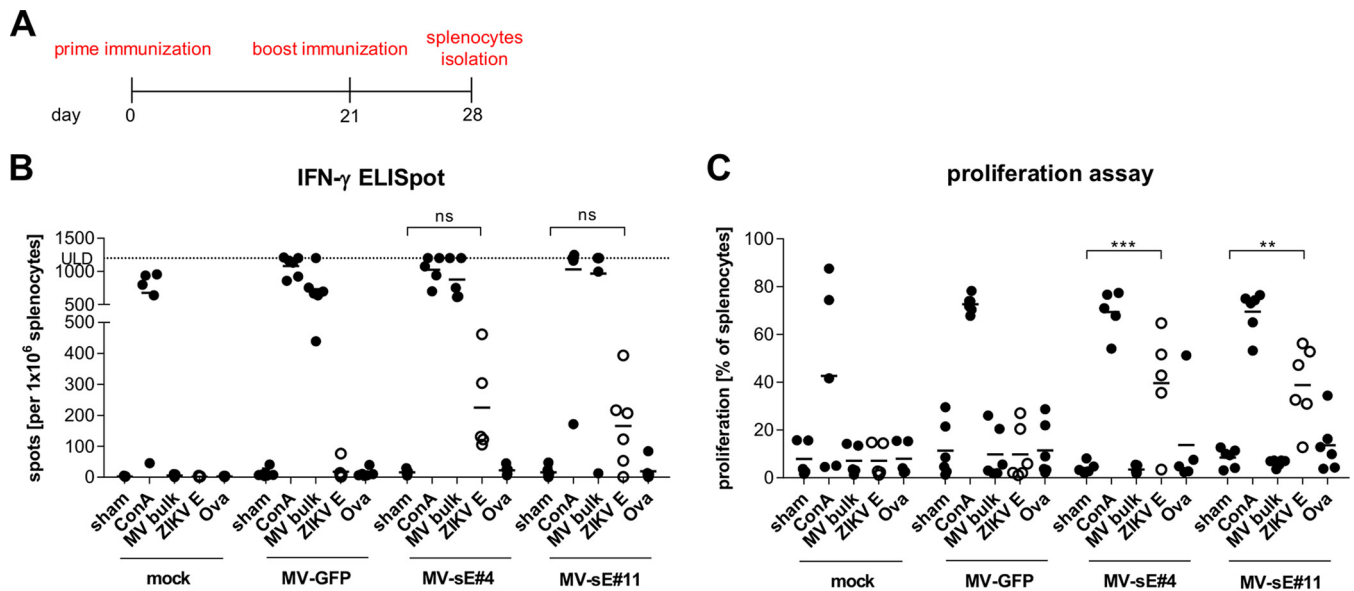 A
prime immunization boost immunization splenocytes
isolation
day 0 21 28
B
IFN-γ ELISpot
ns ns
spots [per 1x10⁶ splenocytes]
1500
ULD
1000
500
500
400
300
200
100
0
sham ConA MV bulk ZIKV E Ova sham ConA MV bulk ZIKV E Ova sham ConA MV bulk ZIKV E Ova sham ConA MV bulk ZIKV E Ova
mock MV-GFP MV-sE#4 MV-sE#11
C
proliferation assay
*** **
proliferation [% of splenocytes]
100
80
60
40
20
0
sham ConA MV bulk ZIKV E Ova sham ConA MV bulk ZIKV E Ova sham ConA MV bulk ZIKV E Ova sham ConA MV bulk ZIKV E Ova
mock MV-GFP MV-sE#4 MV-sE#11